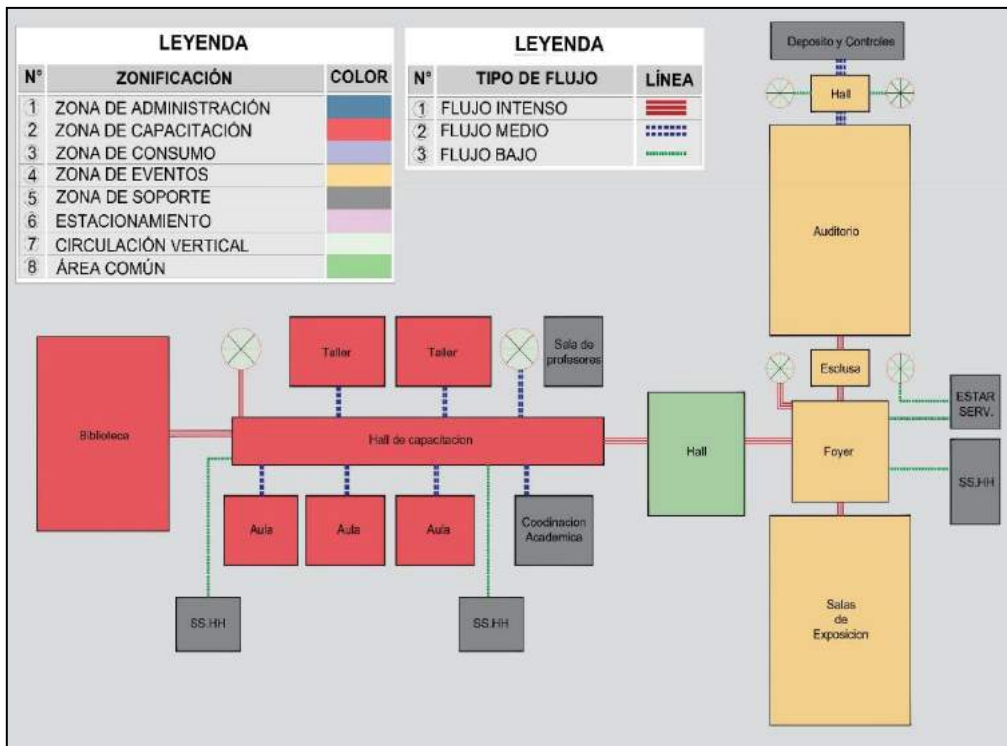 LEYENDA
N° ZONIFICACIÓN COLOR
1 ZONA DE ADMINISTRACIÓN
2 ZONA DE CAPACITACIÓN
3 ZONA DE CONSUMO
4 ZONA DE EVENTOS
5 ZONA DE SOPORTE
6 ESTACIONAMIENTO
7 CIRCULACIÓN VERTICAL
8 ÁREA COMÚN
LEYENDA
N° TIPO DE FLUJO LÍNEA
1 FLUJO INTENSO
2 FLUJO MEDIO
3 FLUJO BAJO
Deposito y Controles
Hall
Auditorio
Esclusa
Taller
Taller
Sala de
profesores
ESTAR
SERV.
Biblioteca
Hall de capacitacion
Hall
Foyer
SS.HH
Aula
Aula
Aula
Coodinacion
Academica
SS.HH
SS.HH
Salas
de
Exposicion